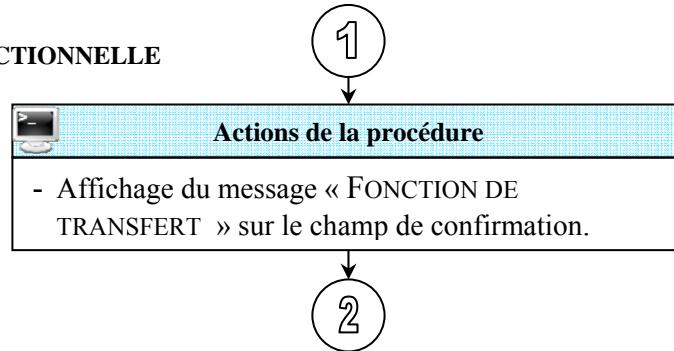 1
CTIONNELLE
>_
Actions de la procédure
- Affichage du message « FONCTION DE
TRANSFERT » sur le champ de confirmation.
2